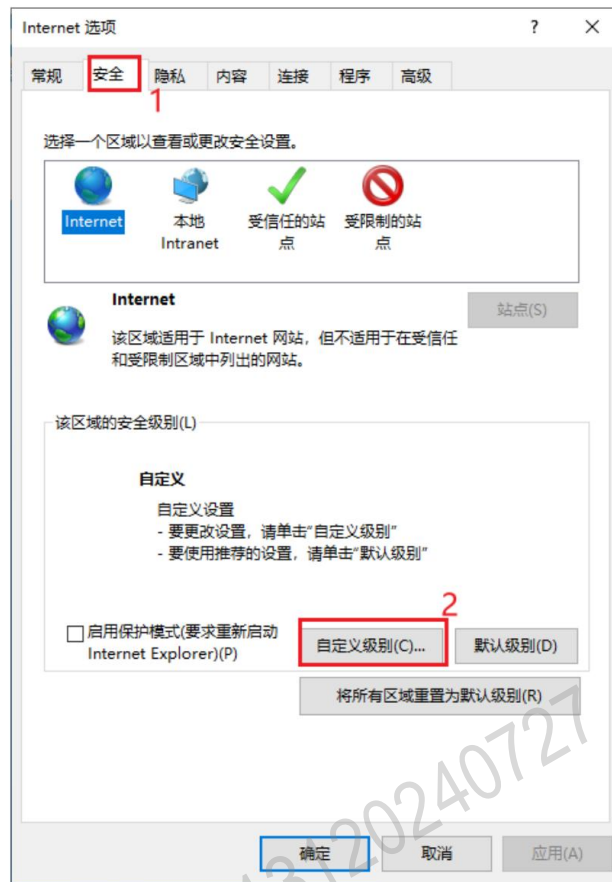 Internet 选项 ? ×
常规 安全 隐私 内容 连接 程序 高级
1
选择一个区域以查看或更改安全设置。
Internet
本地
Intranet
受信任的站
点
受限制的站
点
Internet
站点(S)
该区域适用于 Internet 网站，但不适用于在受信任
和受限制区域中列出的网站。
该区域的安全级别(L)
自定义
自定义设置
- 要更改设置，请单击“自定义级别”
- 要使用推荐的设置，请单击“默认级别”
2
启用保护模式(要求重新启动
Internet Explorer)(P)
自定义级别(C)...
默认级别(D)
将所有区域重置为默认级别(R)
确定 取消 应用(A)
13120240727